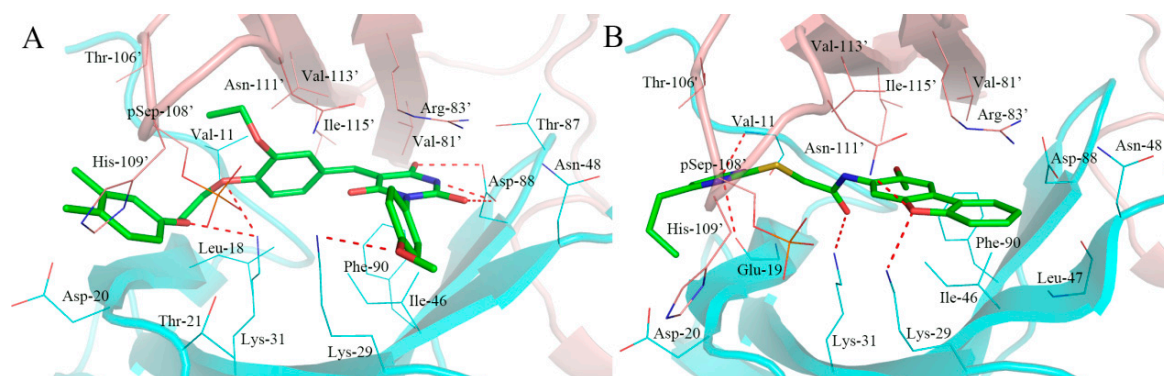 A
Thr-106’
Asn-111’
Val-113’
pSep-108’
Val-11
Ile-115’
Arg-83’
Val-81’
Thr-87
His-109’
Asn-48
Asp-88
Leu-18
Phe-90
Asp-20
Thr-21
Ile-46
Lys-31
Lys-29
B
Val-113’
Thr-106’
Ile-115’
Val-81’
Val-11
Arg-83’
Asn-111’
pSep-108’
Asn-48
Asp-88
His-109’
Phe-90
Glu-19
Leu-47
Ile-46
Asp-20
Lys-31
Lys-29